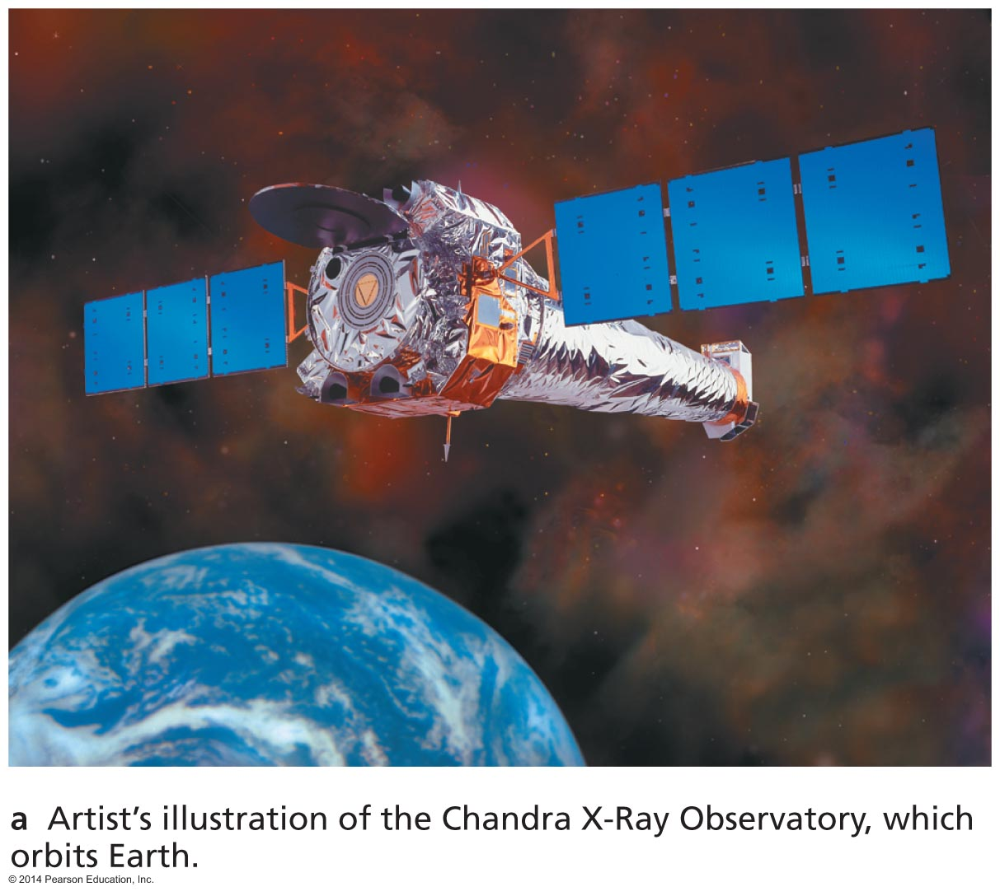 a Artist’s illustration of the Chandra X-Ray Observatory, which
orbits Earth.
© 2014 Pearson Education, Inc.